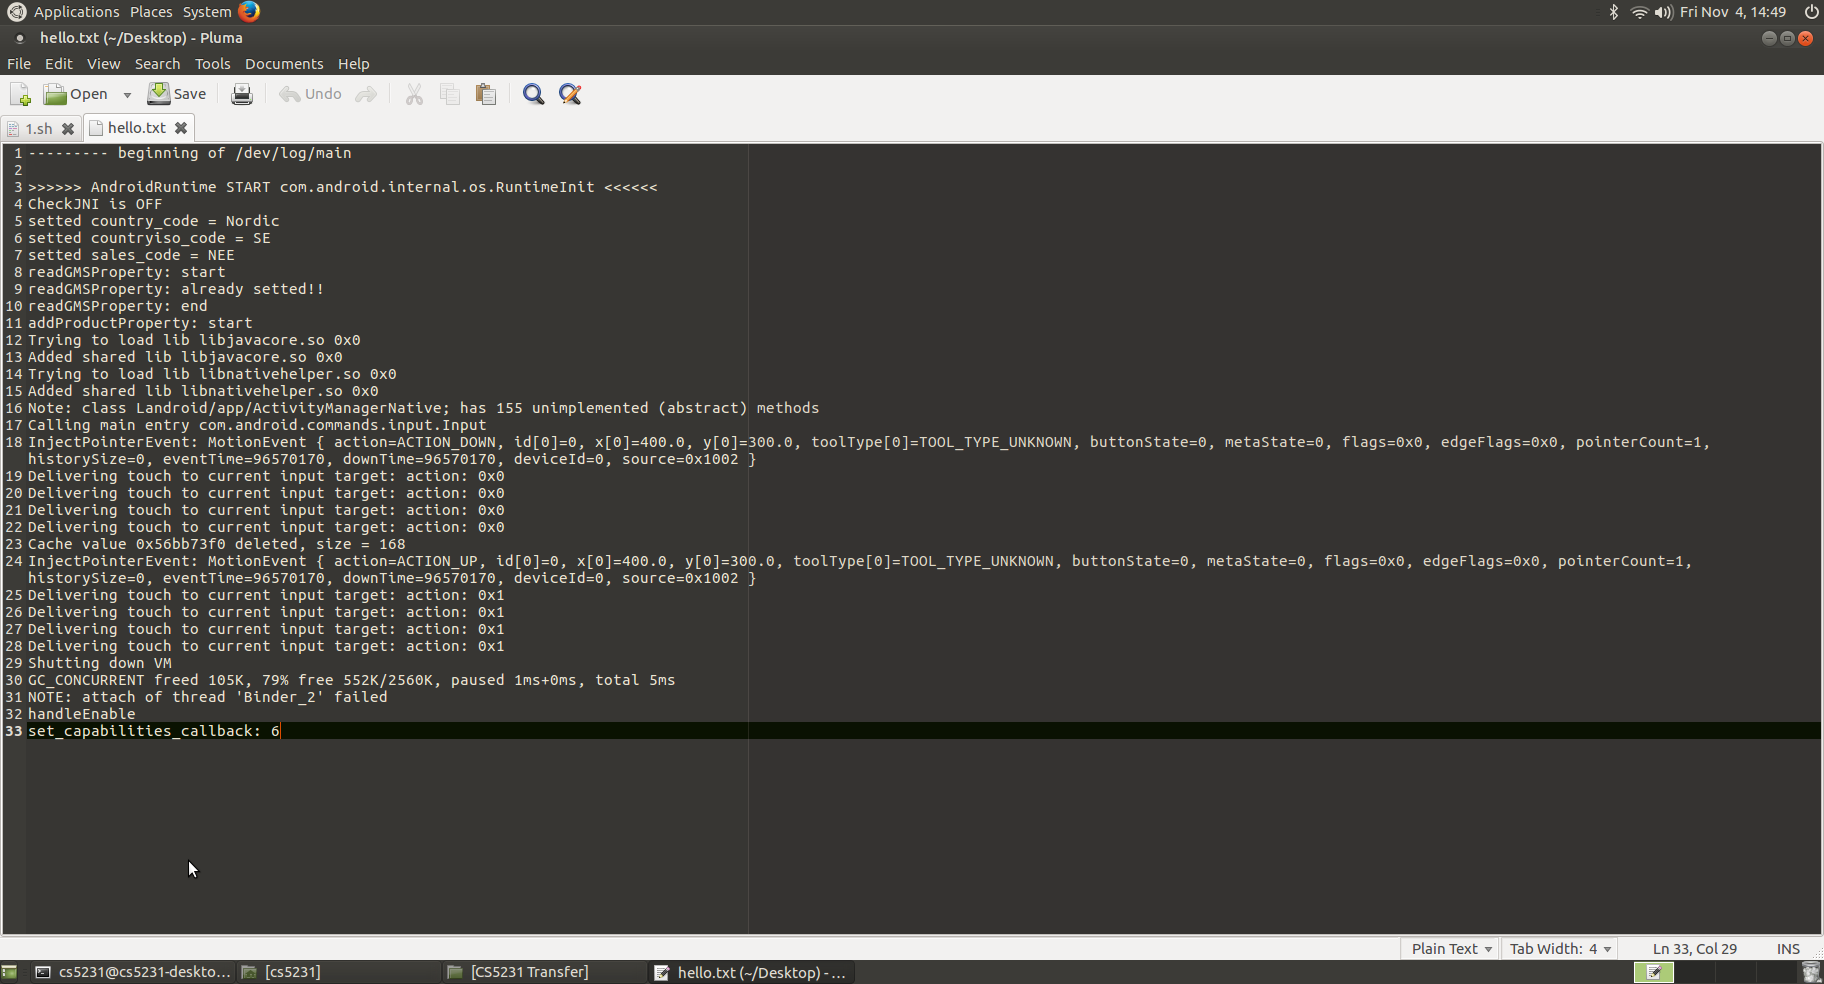 Applications Places System Fri Nov 4, 14:49
hello.txt (~/Desktop) - Pluma
File Edit View Search Tools Documents Help
Open Save Undo
1.sh hello.txt
1 --------- beginning of /dev/log/main
2
3 >>>>>> AndroidRuntime START com.android.internal.os.RuntimeInit <<<<<<
4 CheckJNI is OFF
5 setted country_code = Nordic
6 setted countryiso_code = SE
7 setted sales_code = NEE
8 readGMSProperty: start
9 readGMSProperty: already setted!!
10 readGMSProperty: end
11 addProductProperty: start
12 Trying to load lib libjavacore.so 0x0
13 Added shared lib libjavacore.so 0x0
14 Trying to load lib libnativehelper.so 0x0
15 Added shared lib libnativehelper.so 0x0
16 Note: class Landroid/app/ActivityManagerNative; has 155 unimplemented (abstract) methods
17 Calling main entry com.android.commands.input.Input
18 InjectPointerEvent: MotionEvent { action=ACTION_DOWN, id[0]=0, x[0]=400.0, y[0]=300.0, toolType[0]=TOOL_TYPE_UNKNOWN, buttonState=0, metaState=0, flags=0x0, edgeFlags=0x0, pointerCount=1,
historySize=0, eventTime=96570170, downTime=96570170, deviceId=0, source=0x1002 }
19 Delivering touch to current input target: action: 0x0
20 Delivering touch to current input target: action: 0x0
21 Delivering touch to current input target: action: 0x0
22 Delivering touch to current input target: action: 0x0
23 Cache value 0x56bb73f0 deleted, size = 168
24 InjectPointerEvent: MotionEvent { action=ACTION_UP, id[0]=0, x[0]=400.0, y[0]=300.0, toolType[0]=TOOL_TYPE_UNKNOWN, buttonState=0, metaState=0, flags=0x0, edgeFlags=0x0, pointerCount=1,
historySize=0, eventTime=96570170, downTime=96570170, deviceId=0, source=0x1002 }
25 Delivering touch to current input target: action: 0x1
26 Delivering touch to current input target: action: 0x1
27 Delivering touch to current input target: action: 0x1
28 Delivering touch to current input target: action: 0x1
29 Shutting down VM
30 GC_CONCURRENT freed 105K, 79% free 552K/2560K, paused 1ms+0ms, total 5ms
31 NOTE: attach of thread 'Binder_2' failed
32 handleEnable
33 set_capabilities_callback: 6
Plain Text Tab Width: 4 Ln 33, Col 29 INS
cs5231@cs5231-deskto... [cs5231] [CS5231 Transfer] hello.txt (~/Desktop) - ...